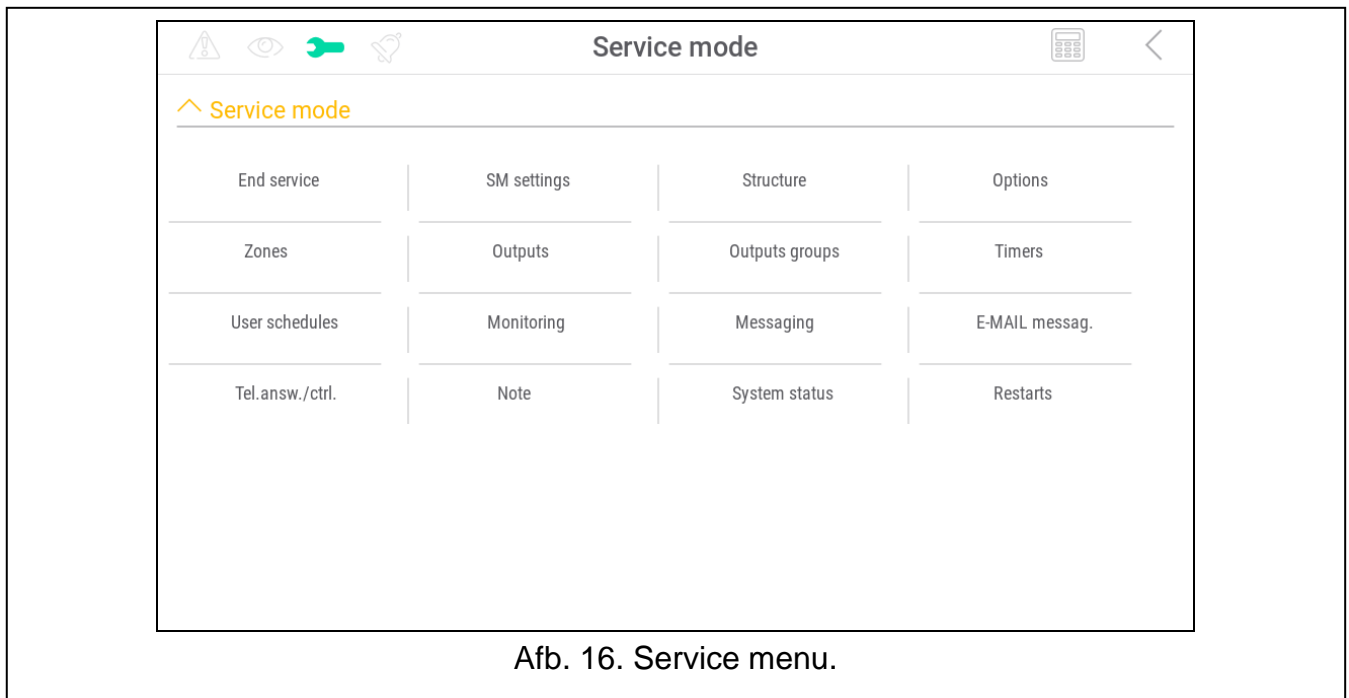 Service mode
Service mode
End service SM settings Structure Options
Zones Outputs Outputs groups Timers
User schedules Monitoring Messaging E-MAIL messag.
Tel.answ./ctrl. Note System status Restarts
Afb. 16. Service menu.